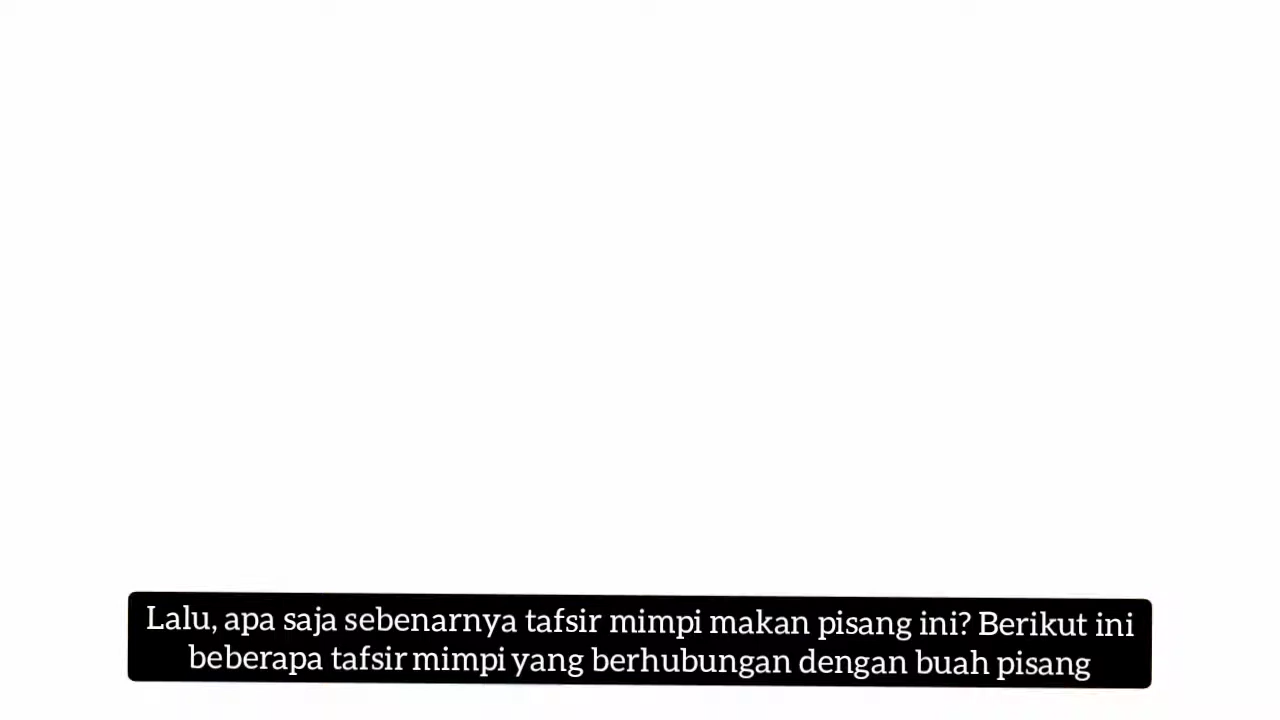 Lalu, apa saja sebenarnya tafsir mimpi makan pisang ini? Berikut ini
beberapa tafsir mimpi yang berhubungan dengan buah pisang